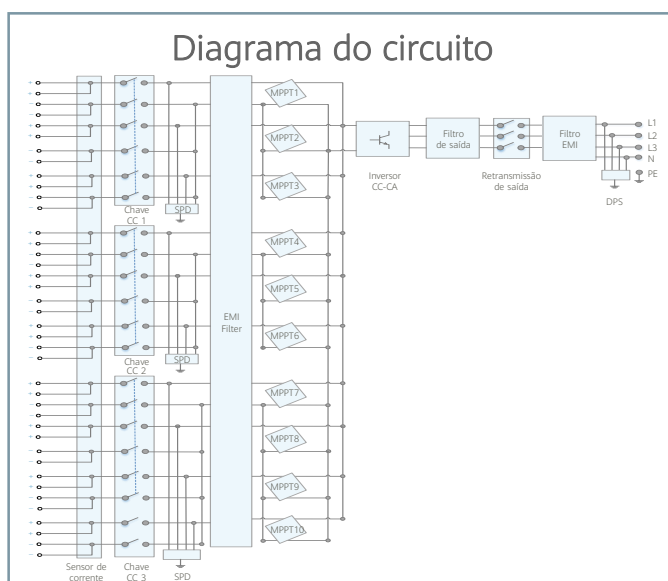 Diagrama do circuito
MPPT1
MPPT2
MPPT3
Chave
CC 1
SPD
MPPT4
MPPT5
MPPT6
Chave
CC 2
SPD
EMI
Filter
MPPT7
MPPT8
MPPT9
MPPT10
Sensor de
corrente
Chave
CC 3
SPD
Inversor
CC-CA
Filtro
de saída
Retransmissão
de saída
Filtro
EMI
L1
L2
L3
N
PE
DPS